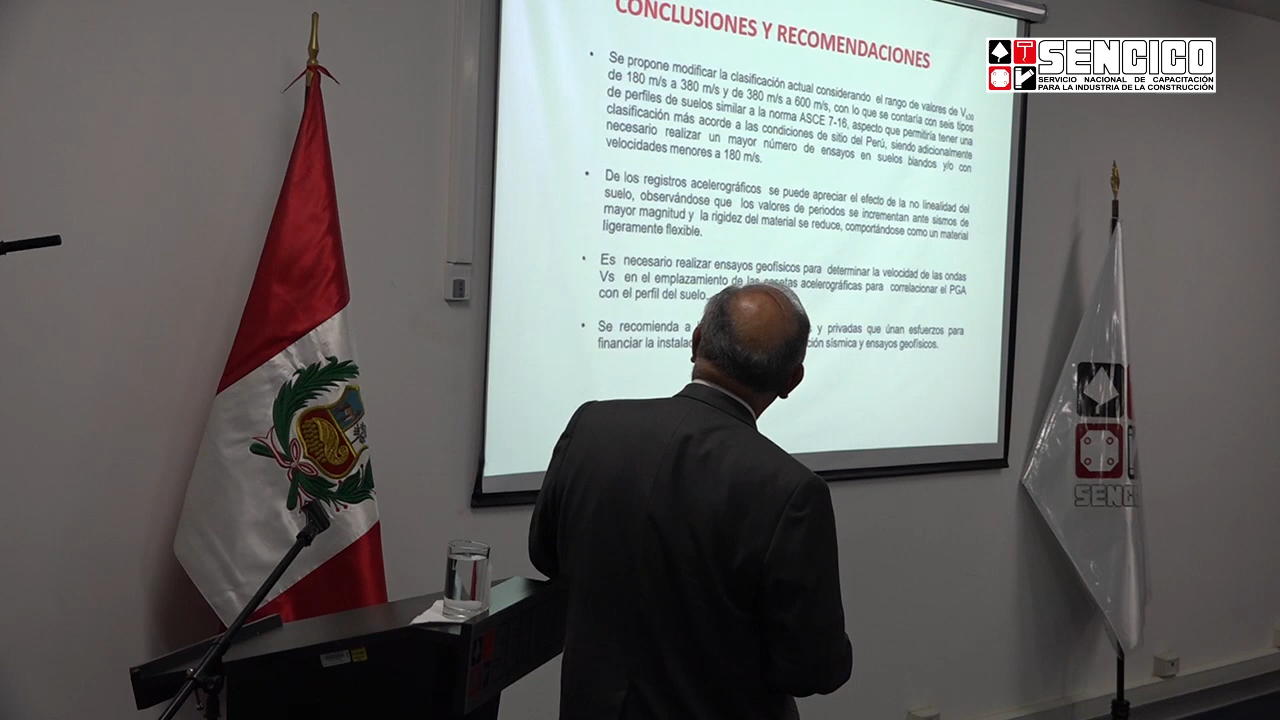 CONCLUSIONES Y RECOMENDACIONES
• Se propone modificar la clasificación actual considerando el rango de valores de Vs30
de 180 m/s a 380 m/s y de 380 m/s a 600 m/s, con lo que se contaría con seis tipos
de perfiles de suelos similar a la norma ASCE 7-16, aspecto que permitiría tener una
clasificación más acorde a las condiciones de sitio del Perú, siendo adicionalmente
necesario realizar un mayor número de ensayos en suelos blandos y/o con
velocidades menores a 180 m/s.
• De los registros acelerográficos se puede apreciar el efecto de la no linealidad del
suelo, observándose que los valores de periodos se incrementan ante sismos de
mayor magnitud y la rigidez del material se reduce, comportándose como un material
ligeramente flexible.
• Es necesario realizar ensayos geofísicos para determinar la velocidad de las ondas
Vs en el emplazamiento de las casetas acelerográficas para correlacionar el PGA
con el perfil del suelo.
• Se recomienda a y privadas que únan esfuerzos para
financiar la sísmica y ensayos geofísicos.
SENCICO
SERVICIO NACIONAL DE CAPACITACIÓN
PARA LA INDUSTRIA DE LA CONSTRUCCIÓN
SENCIC